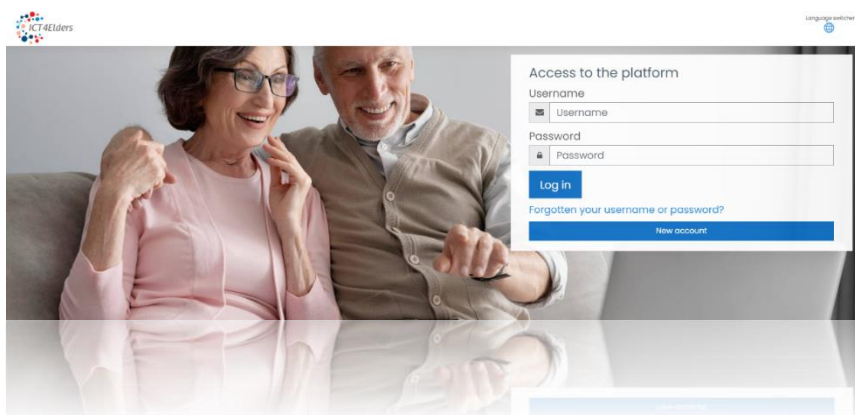 ICT4Elders
Language switcher
Access to the platform
Username
Username
Password
Password
Log in
Forgotten your username or password?
New account